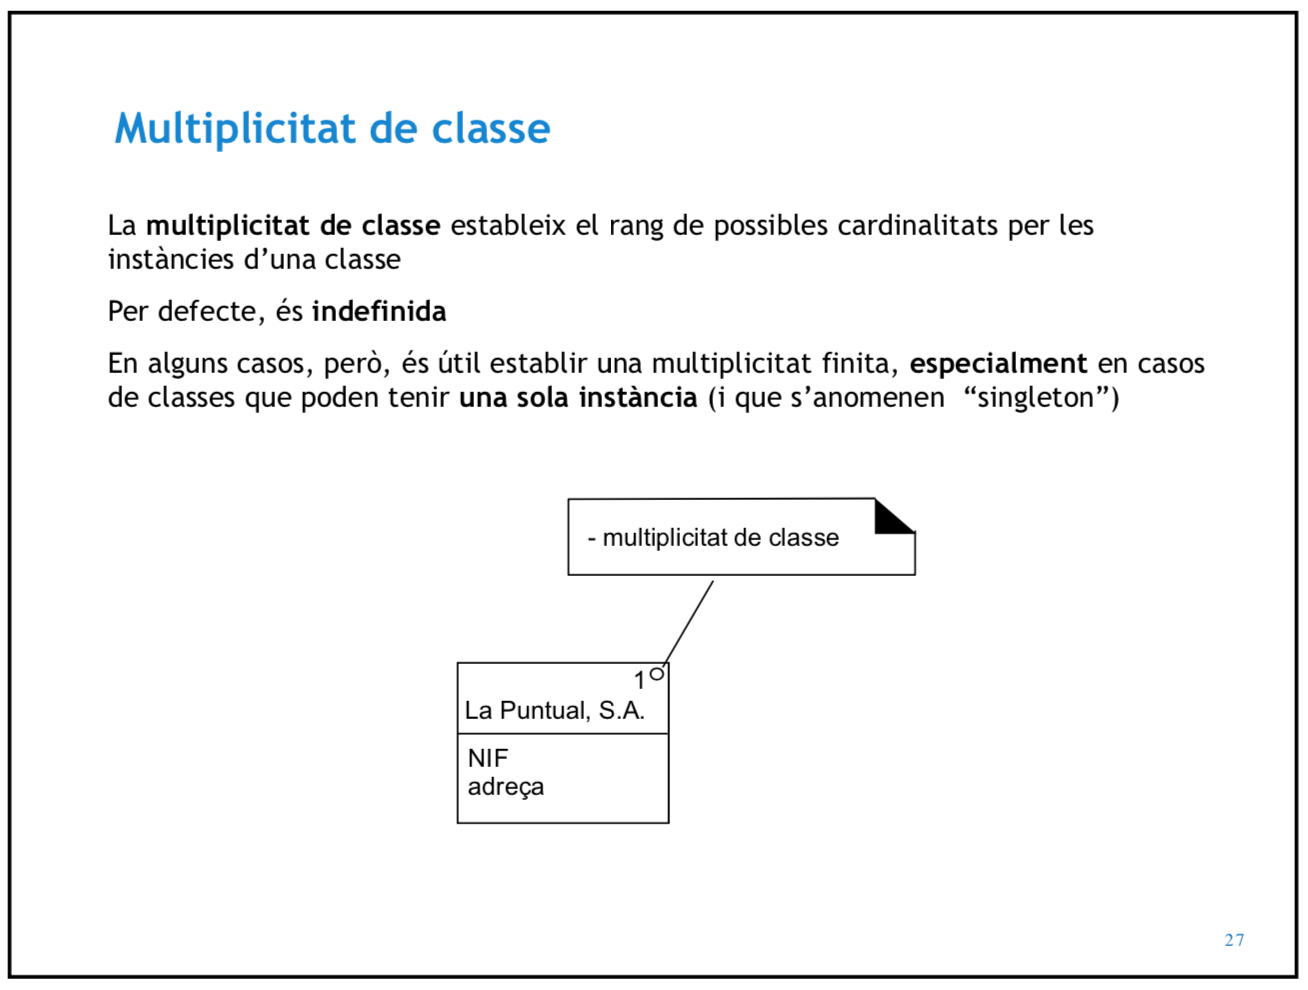 Multiplicitat de classe
La multiplicitat de classe estableix el rang de possibles cardinalitats per les
instàncies d’una classe
Per defecte, és indefinida
En alguns casos, però, és útil establir una multiplicitat finita, especialment en casos
de classes que poden tenir una sola instància (i que s’anomenen “singleton”)
- multiplicitat de classe
1
La Puntual, S.A.
NIF
adreça
27